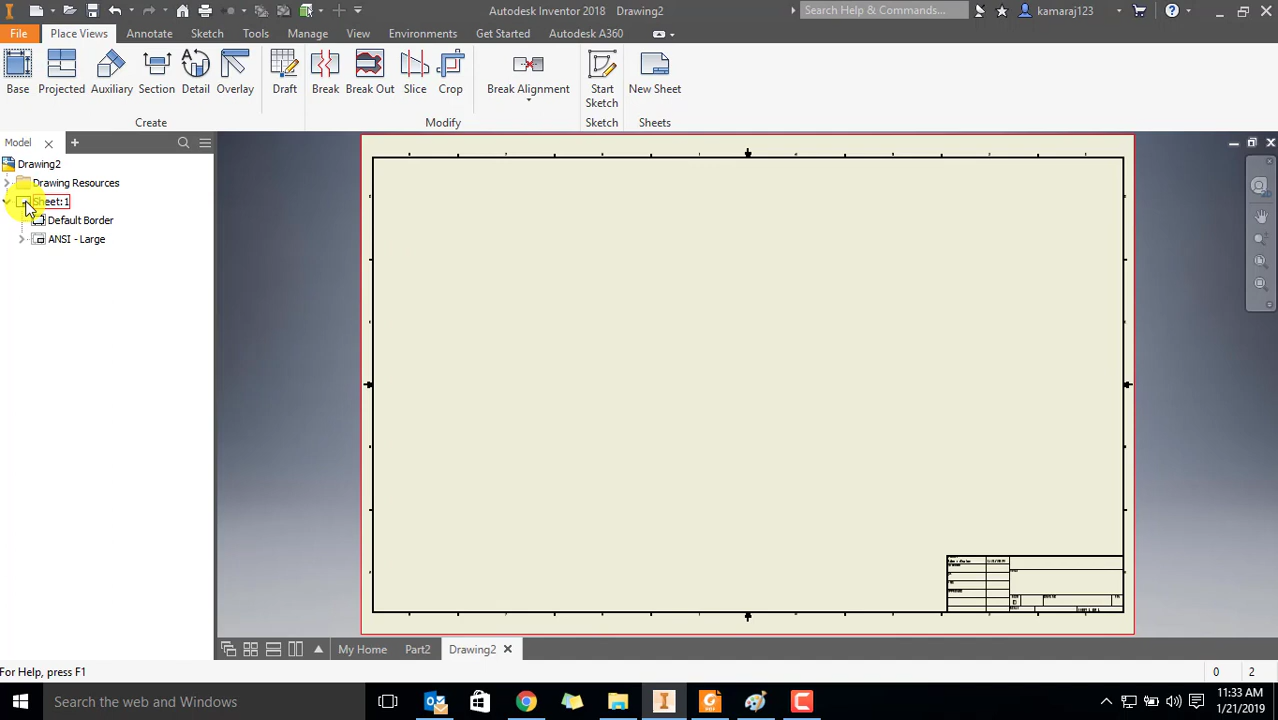 Autodesk Inventor 2018 Drawing2
Search Help & Commands...
kamaraj123
File
Place Views
Annotate
Sketch
Tools
Manage
View
Environments
Get Started
Autodesk A360
Base
Projected
Auxiliary
Section
Detail
Overlay
Draft
Break
Break Out
Slice
Crop
Break Alignment
Start Sketch
New Sheet
Create
Modify
Sketch
Sheets
Model
Drawing2
Drawing Resources
Sheet:1
Default Border
ANSI - Large
My Home
Part2
Drawing2
For Help, press F1
0
2
Search the web and Windows
11:33 AM
1/21/2019